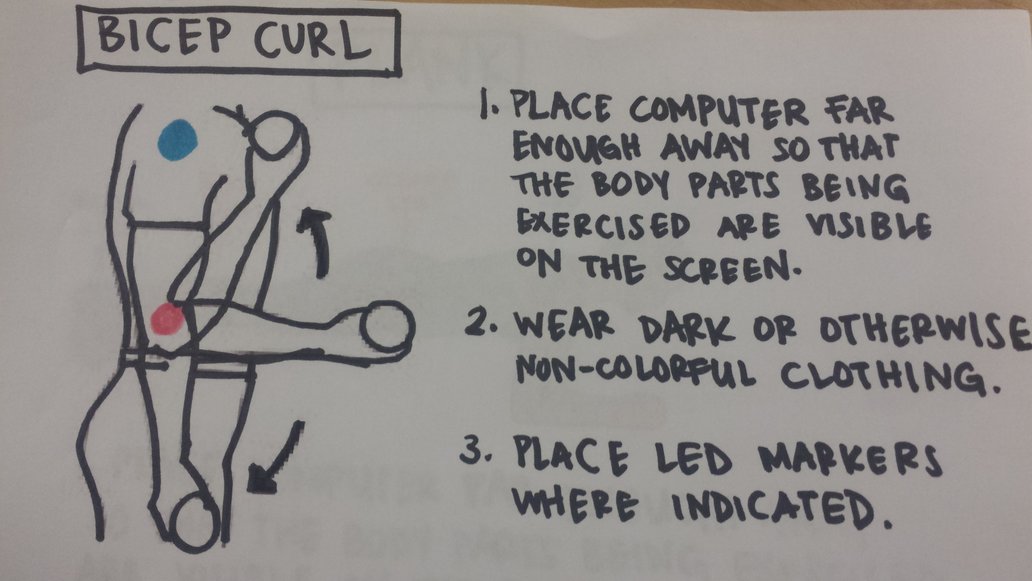 BICEP CURL
1. PLACE COMPUTER FAR
ENOUGH AWAY SO THAT
THE BODY PARTS BEING
EXERCISED ARE VISIBLE
ON THE SCREEN.
2. WEAR DARK OR OTHERWISE
NON-COLORFUL CLOTHING.
3. PLACE LED MARKERS
WHERE INDICATED.